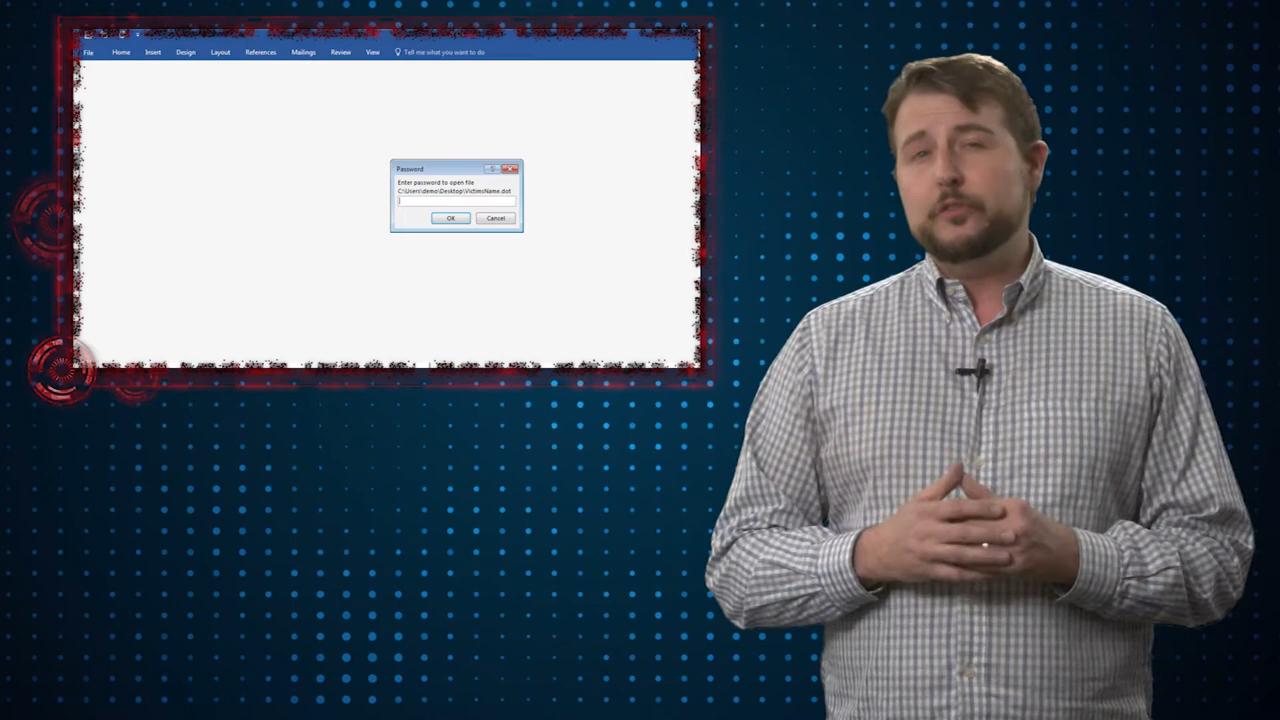 File Home Insert Design Layout References Mailings Review View Tell me what you want to do
Password
Enter password to open file
C:\Users\demo\Desktop\VictimsName.dot
OK Cancel